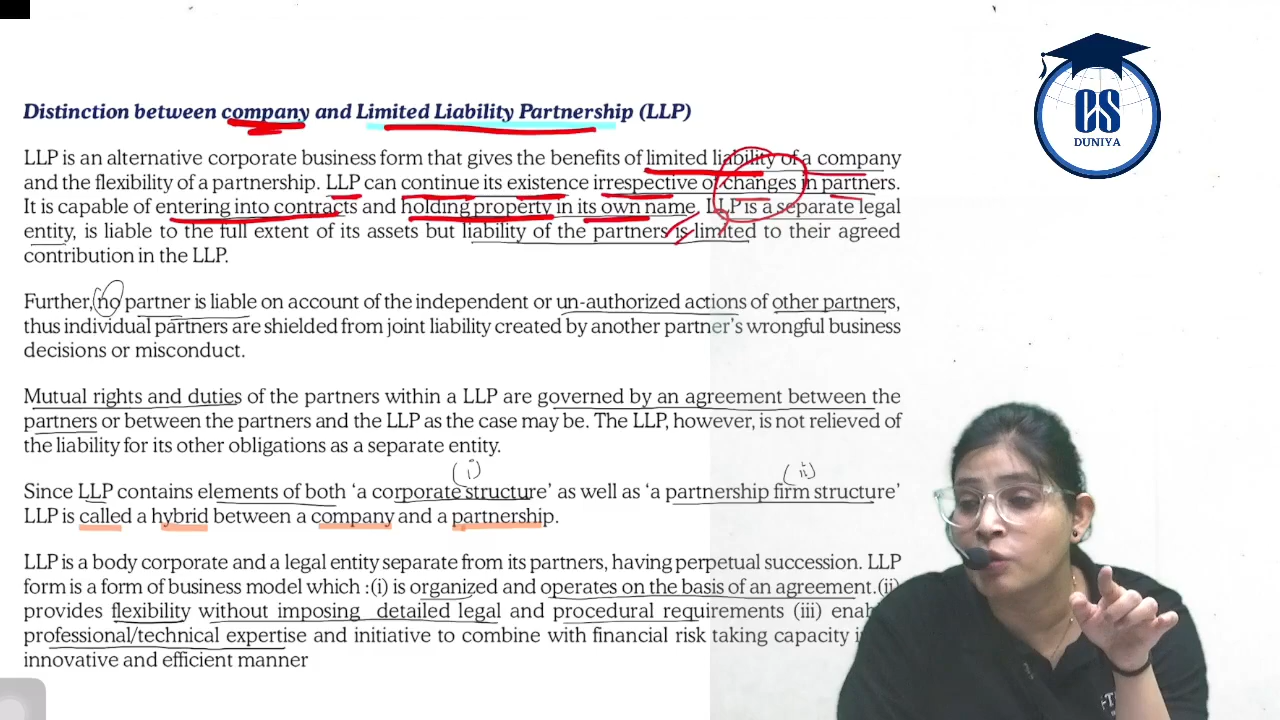 CS
DUNIYA
Distinction between company and Limited Liability Partnership (LLP)
LLP is an alternative corporate business form that gives the benefits of limited liability of a company
and the flexibility of a partnership. LLP can continue its existence irrespective of changes in partners.
It is capable of entering into contracts and holding property in its own name. LLP is a separate legal
entity, is liable to the full extent of its assets but liability of the partners is limited to their agreed
contribution in the LLP.
Further, no partner is liable on account of the independent or un-authorized actions of other partners,
thus individual partners are shielded from joint liability created by another partner's wrongful business
decisions or misconduct.
Mutual rights and duties of the partners within a LLP are governed by an agreement between the
partners or between the partners and the LLP as the case may be. The LLP, however, is not relieved of
the liability for its other obligations as a separate entity.
(i) (ii)
Since LLP contains elements of both 'a corporate structure' as well as 'a partnership firm structure'
LLP is called a hybrid between a company and a partnership.
LLP is a body corporate and a legal entity separate from its partners, having perpetual succession. LLP
form is a form of business model which :(i) is organized and operates on the basis of an agreement.(ii)
provides flexibility without imposing detailed legal and procedural requirements (iii)
professional/technical expertise and initiative to combine with financial risk taking capacity
innovative and efficient manner